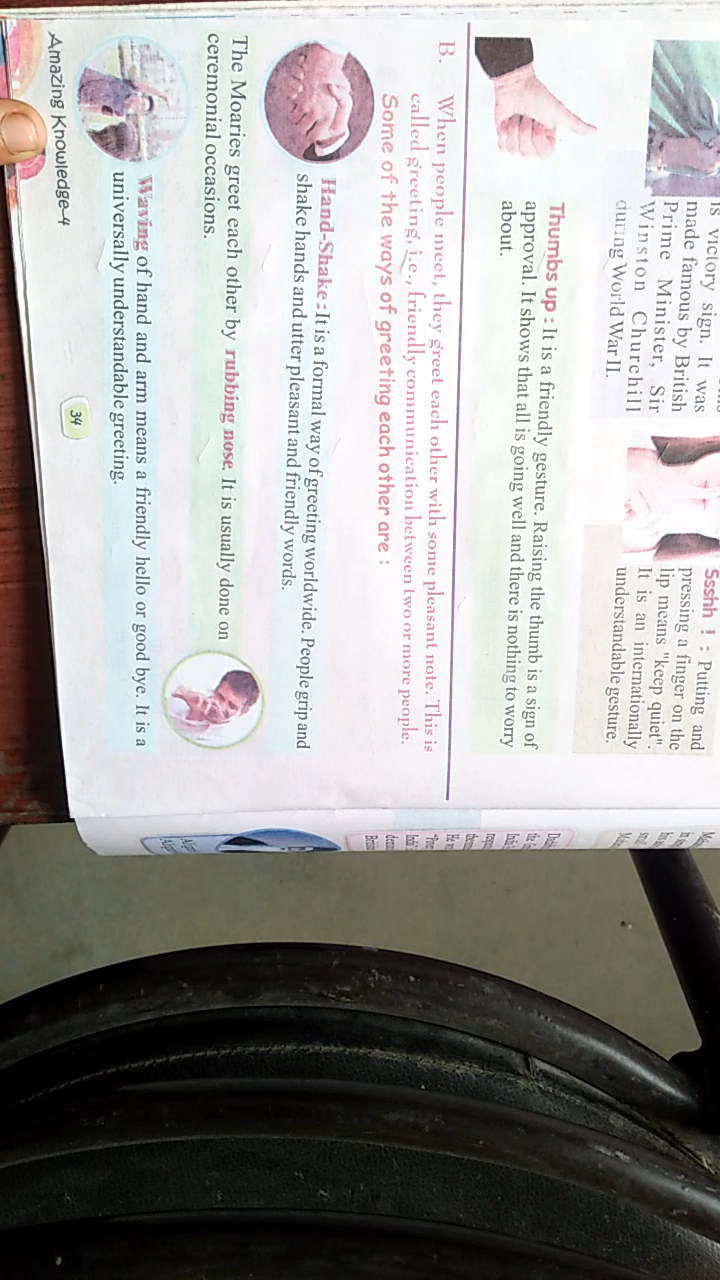 is victory sign. It was
made famous by British
Prime Minister, Sir
Winston Churchill
during World War II.
Ssshh ! : Putting and
pressing a finger on the
lip means "keep quiet".
It is an internationally
understandable gesture.
Thumbs up : It is a friendly gesture. Raising the thumb is a sign of
approval. It shows that all is going well and there is nothing to worry
about.
B. When people meet, they greet each other with some pleasant note. This is
called greeting, i.e., friendly communication between two or more people.
Some of the ways of greeting each other are :
Hand-Shake : It is a formal way of greeting worldwide. People grip and
shake hands and utter pleasant and friendly words.
The Moaries greet each other by rubbing nose. It is usually done on
ceremonial occasions.
Waving of hand and arm means a friendly hello or good bye. It is a
universally understandable greeting.
Amazing Knowledge-4
34